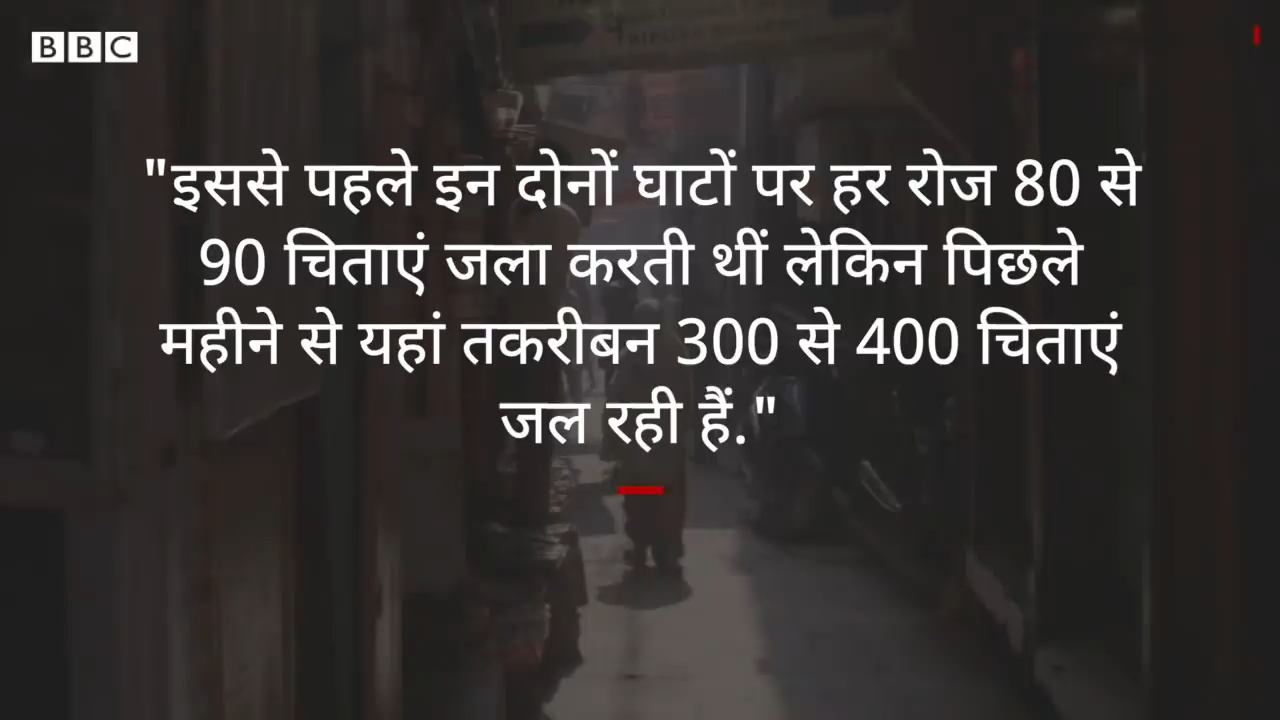 BBC
"इससे पहले इन दोनों घाटों पर हर रोज 80 से
90 चिताएं जला करती थीं लेकिन पिछले
महीने से यहां तकरीबन 300 से 400 चिताएं
जल रही हैं."